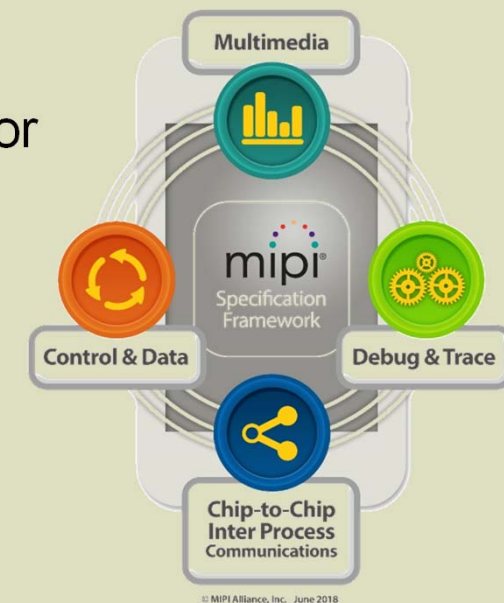 Multimedia
or
mipi®
Specification
Framework
Control & Data
Debug & Trace
Chip-to-Chip
Inter Process
Communications
© MIPI Alliance, Inc. June 2018